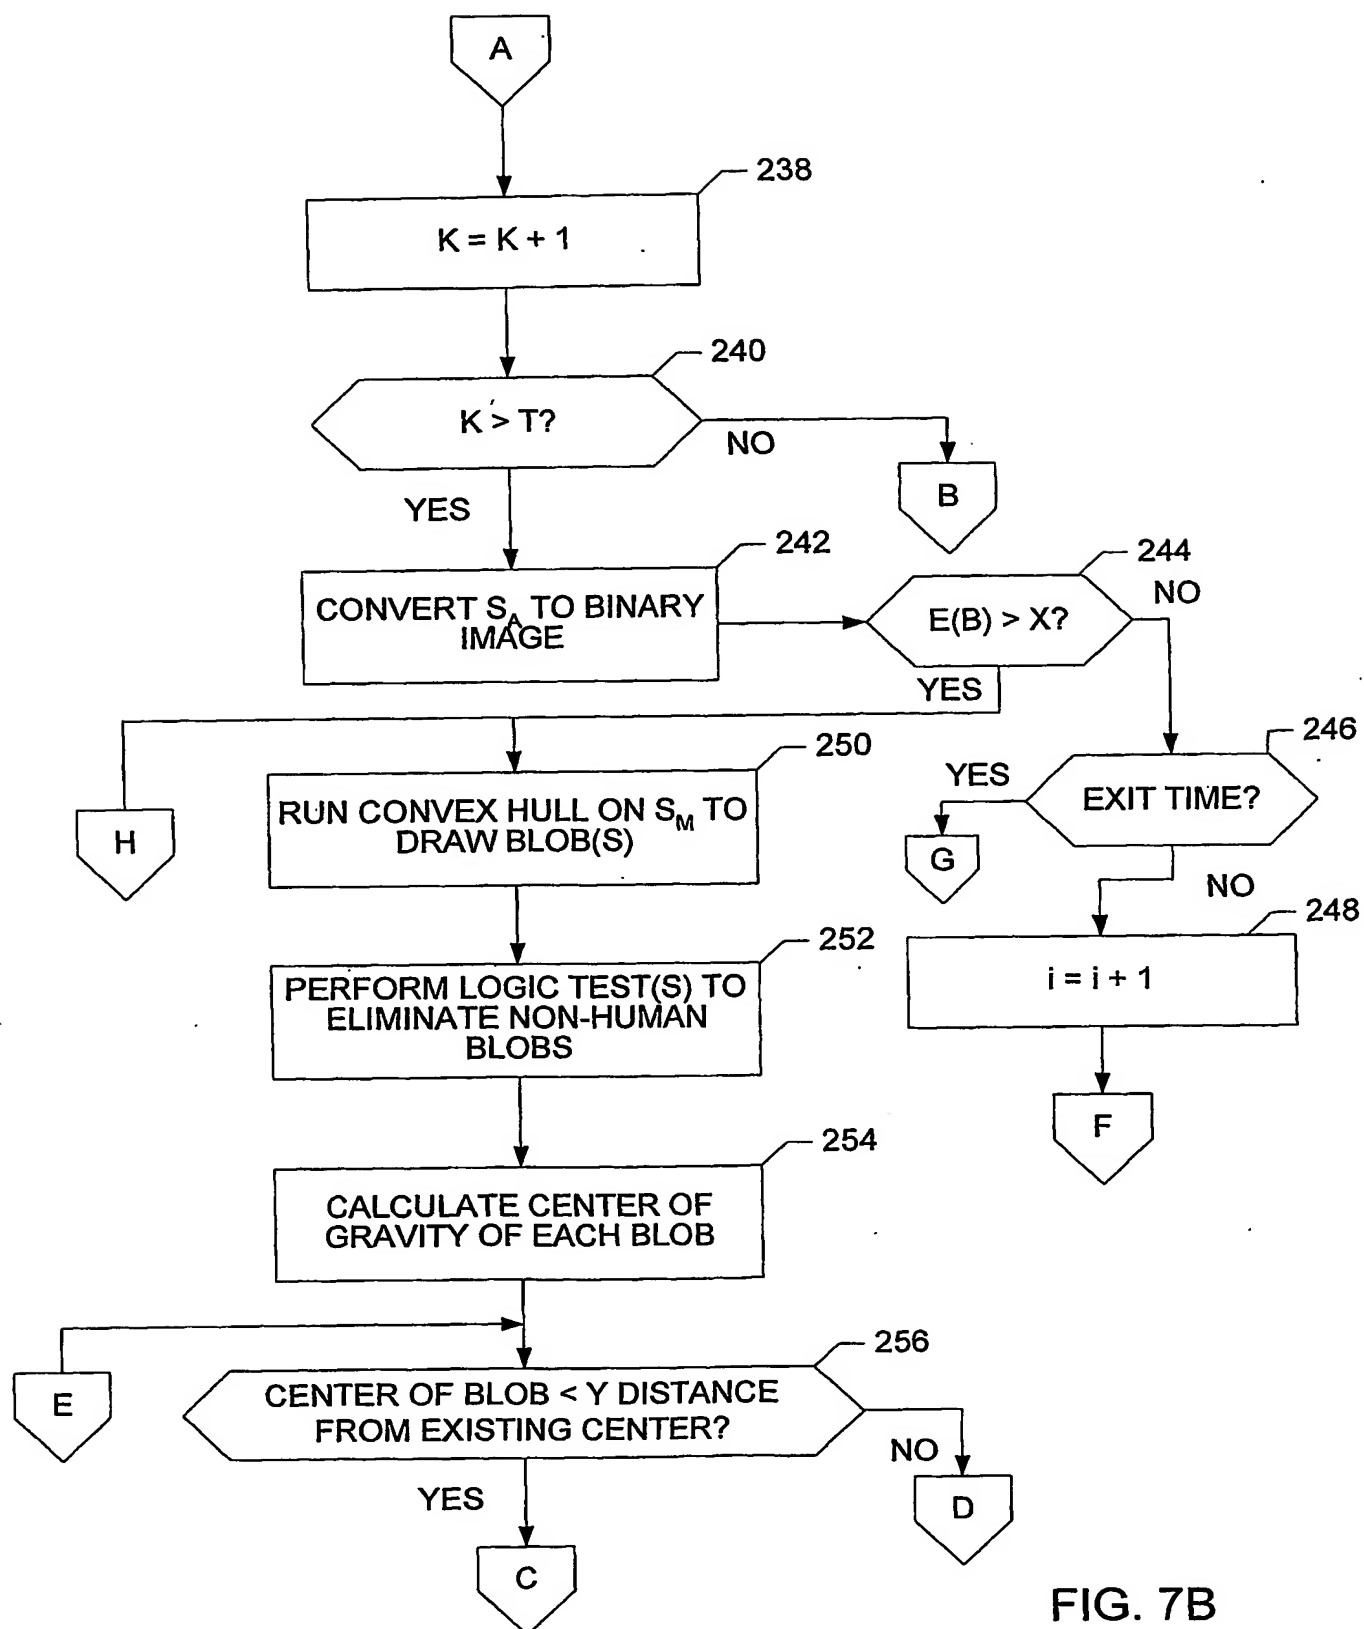 A
238
K = K + 1
240
K > T?
NO
B
YES
242
CONVERT S_A TO BINARY
IMAGE
244
E(B) > X?
NO
YES
246
EXIT TIME?
YES
G
NO
248
i = i + 1
F
H
250
RUN CONVEX HULL ON S_M TO
DRAW BLOB(S)
252
PERFORM LOGIC TEST(S) TO
ELIMINATE NON-HUMAN
BLOBS
254
CALCULATE CENTER OF
GRAVITY OF EACH BLOB
E
256
CENTER OF BLOB < Y DISTANCE
FROM EXISTING CENTER?
NO
D
YES
C
FIG. 7B